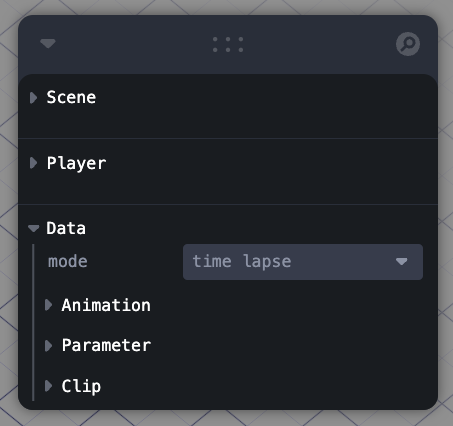 Scene
Player
Data
mode time lapse
Animation
Parameter
Clip